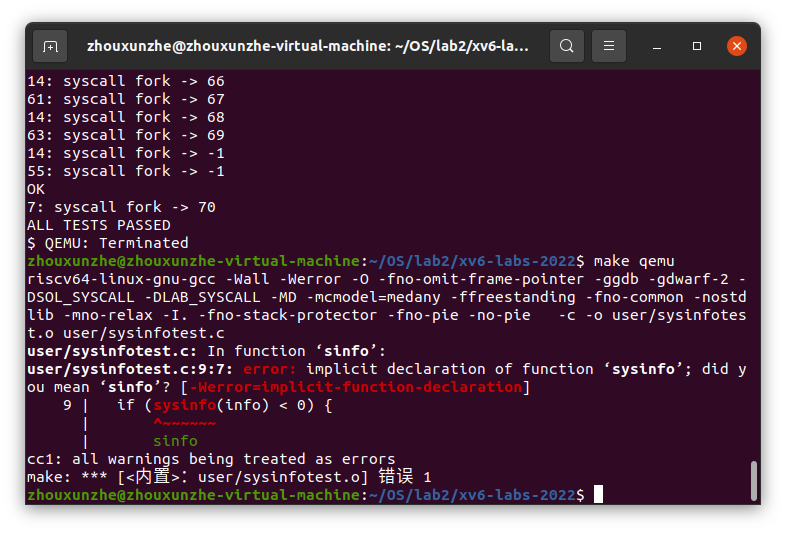 zhouxunzhe@zhouxunzhe-virtual-machine: ~/OS/lab2/xv6-la...
14: syscall fork -> 66
61: syscall fork -> 67
14: syscall fork -> 68
63: syscall fork -> 69
14: syscall fork -> -1
55: syscall fork -> -1
OK
7: syscall fork -> 70
ALL TESTS PASSED
$ QEMU: Terminated
zhouxunzhe@zhouxunzhe-virtual-machine:~/OS/lab2/xv6-labs-2022$ make qemu
riscv64-linux-gnu-gcc -Wall -Werror -O -fno-omit-frame-pointer -ggdb -gdwarf-2 -
DSOL_SYSCALL -DLAB_SYSCALL -MD -mcmodel=medany -ffreestanding -fno-common -nostd
lib -mno-relax -I. -fno-stack-protector -fno-pie -no-pie   -c -o user/sysinfotes
t.o user/sysinfotest.c
user/sysinfotest.c: In function ‘sinfo’:
user/sysinfotest.c:9:7: error: implicit declaration of function ‘sysinfo’; did y
ou mean ‘sinfo’? [-Werror=implicit-function-declaration]
    9 |   if (sysinfo(info) < 0) {
      |       ^~~~~~~
      |       sinfo
cc1: all warnings being treated as errors
make: *** [<内置>: user/sysinfotest.o] 错误 1
zhouxunzhe@zhouxunzhe-virtual-machine:~/OS/lab2/xv6-labs-2022$